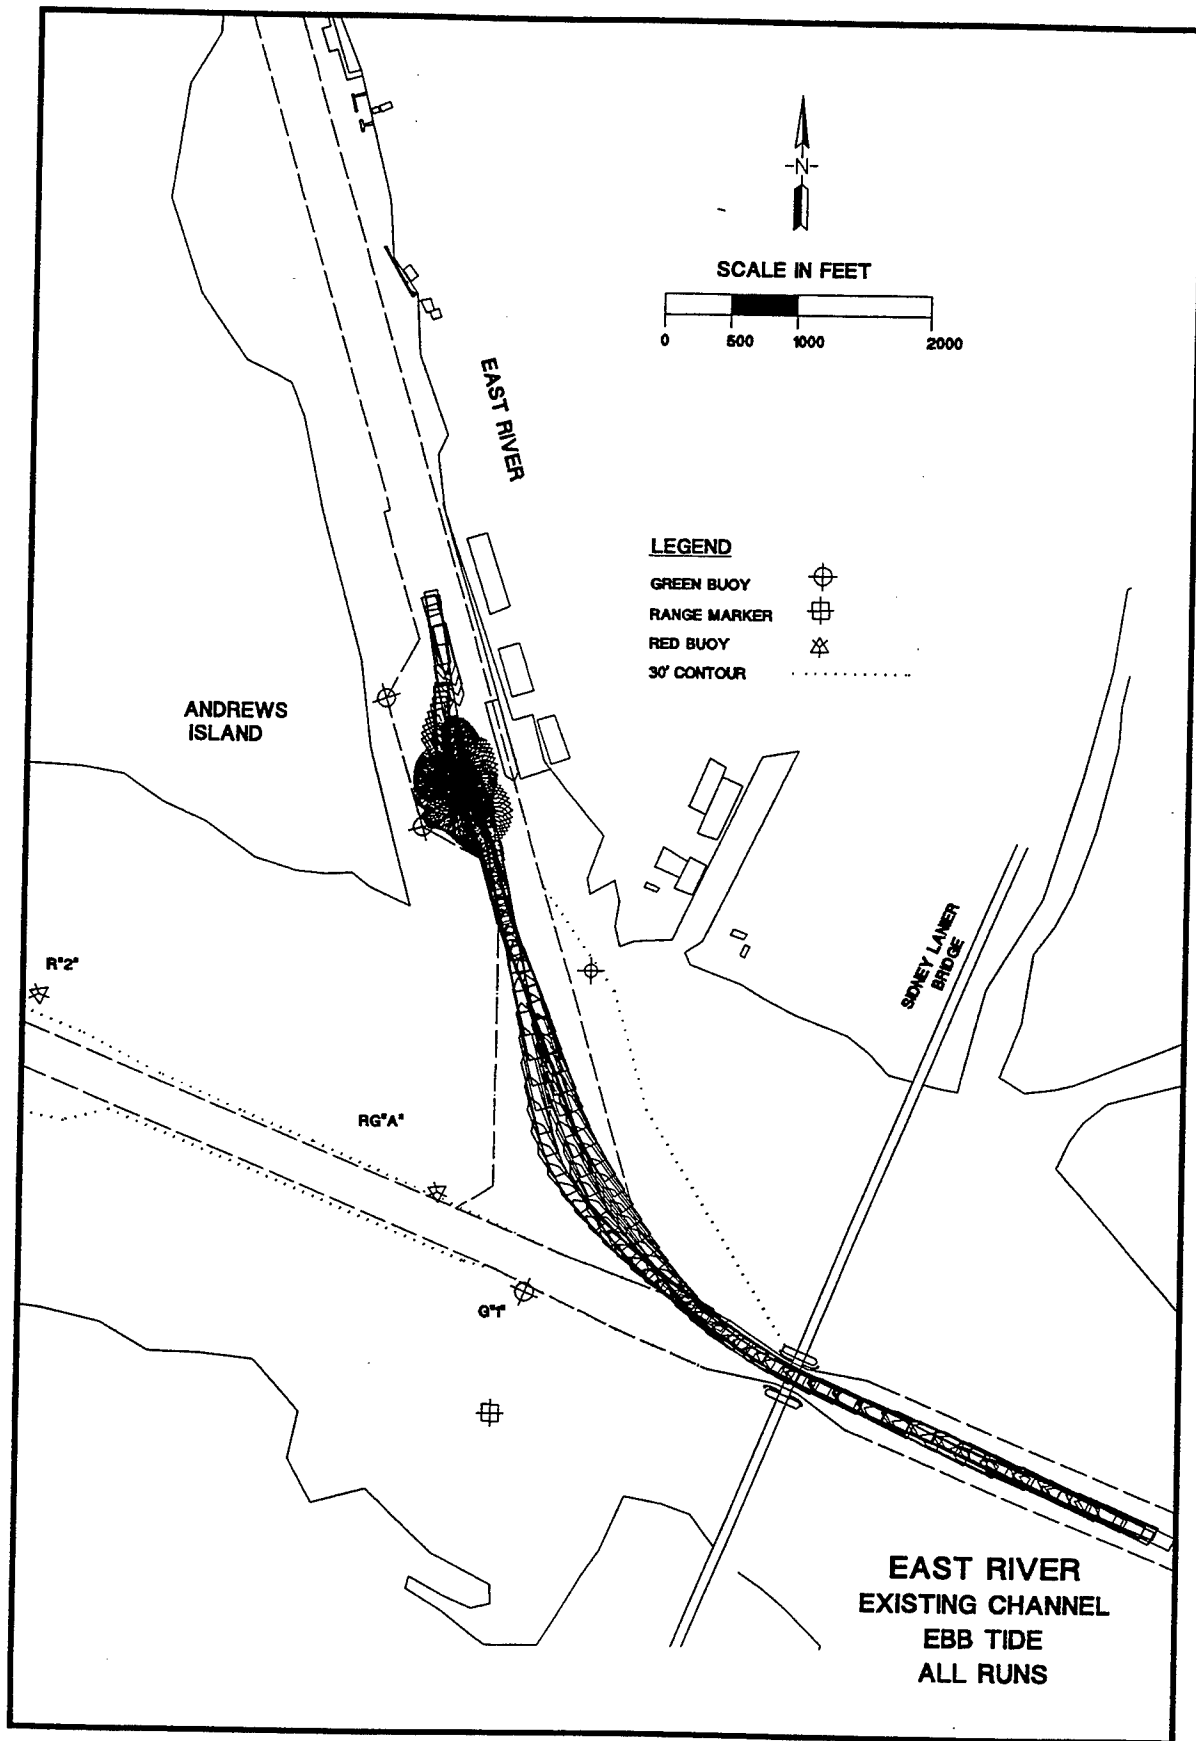 -N-
SCALE IN FEET
0 500 1000 2000
EAST RIVER
LEGEND
GREEN BUOY
RANGE MARKER
RED BUOY
30' CONTOUR
ANDREWS
ISLAND
SIDNEY LANIER
BRIDGE
R"2"
RG"A"
G"1"
EAST RIVER
EXISTING CHANNEL
EBB TIDE
ALL RUNS